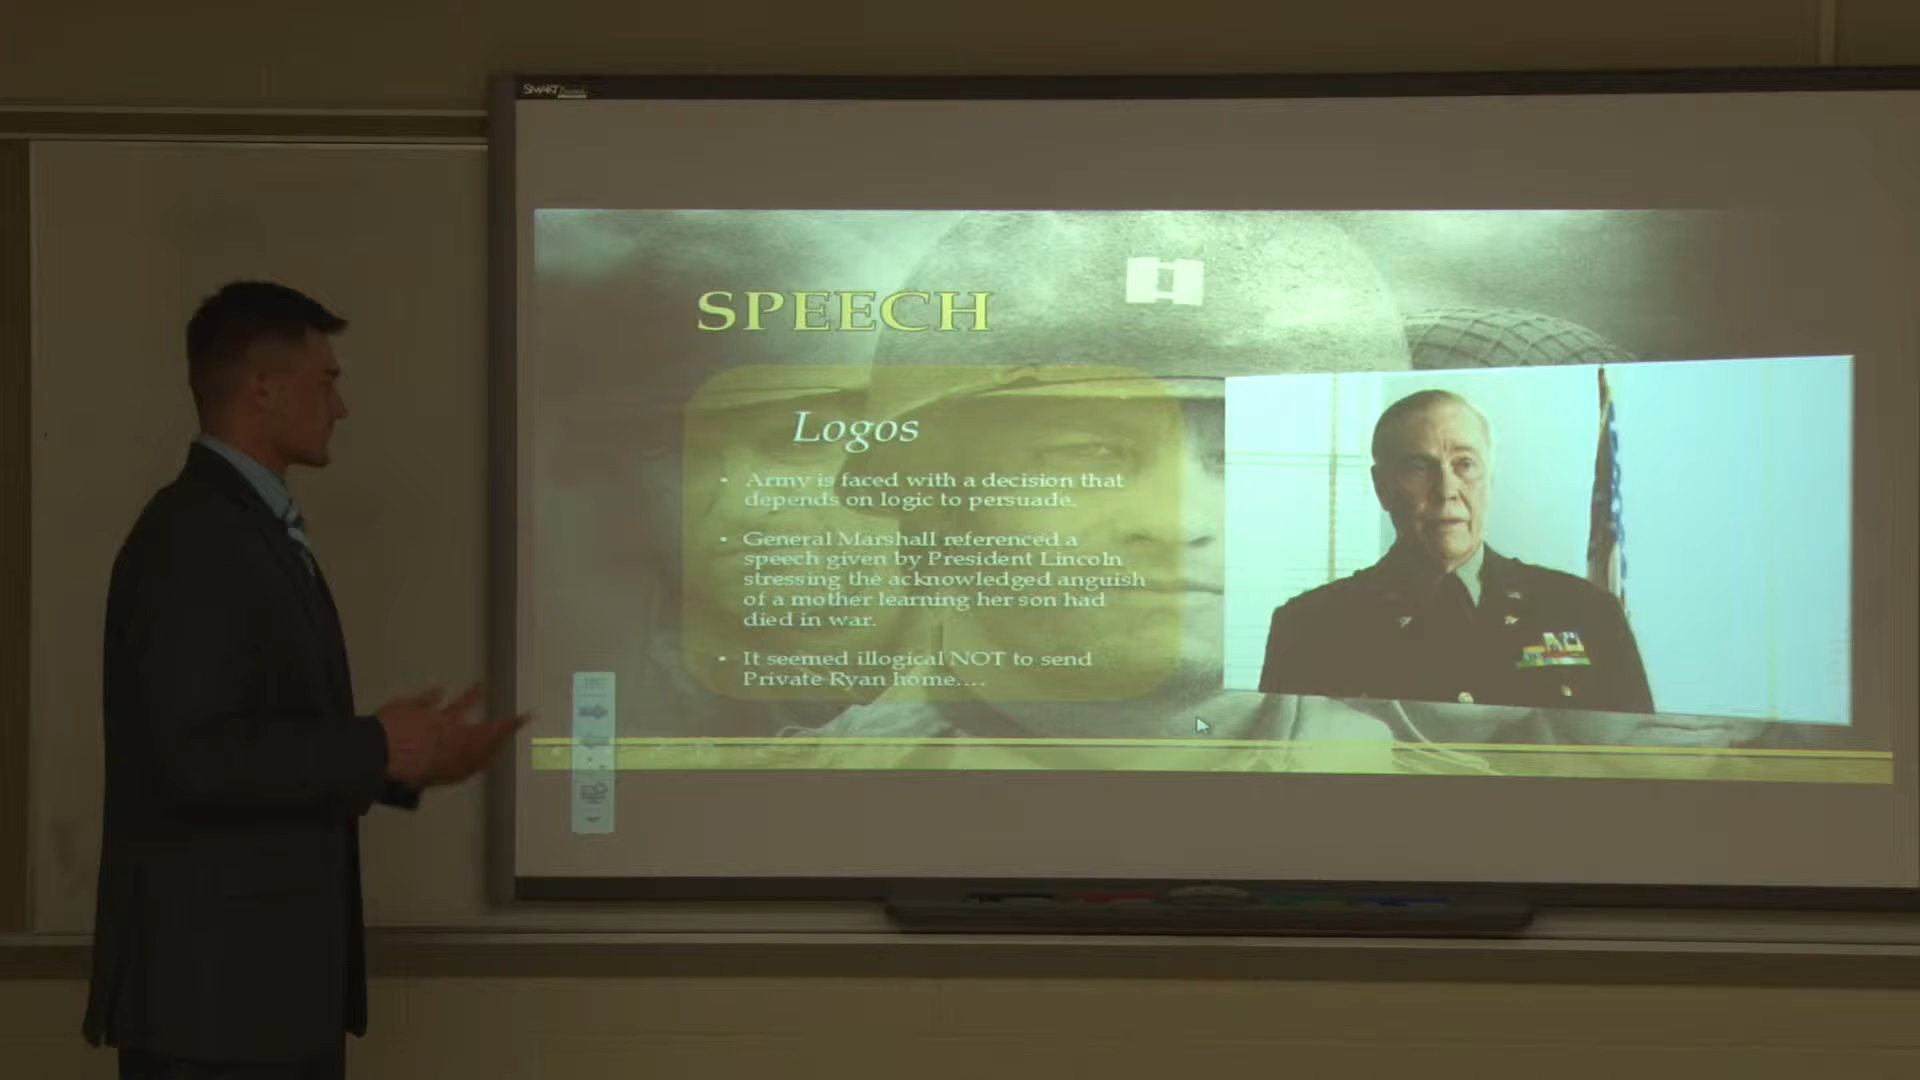 SMART
SPEECH
Logos
• Army is faced with a decision that
depends on logic to persuade.
• General Marshall referenced a
speech given by President Lincoln
stressing the acknowledged anguish
of a mother learning her son had
died in war.
• It seemed illogical NOT to send
Private Ryan home....